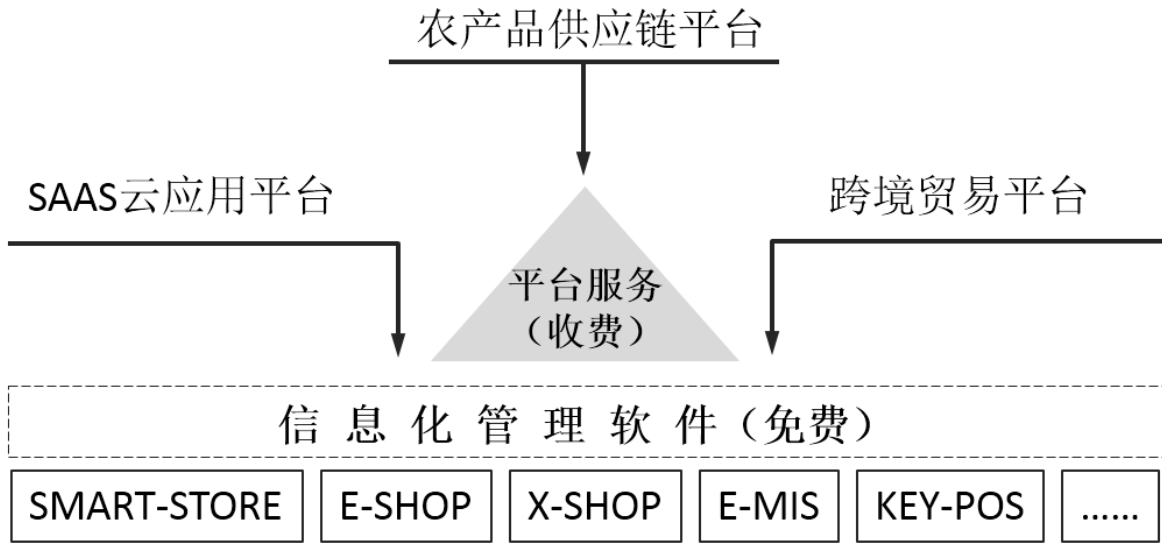 农产品供应链平台
SAAS云应用平台
跨境贸易平台
平台服务
（收费）
信息化管理软件（免费）
SMART-STORE
E-SHOP
X-SHOP
E-MIS
KEY-POS
……